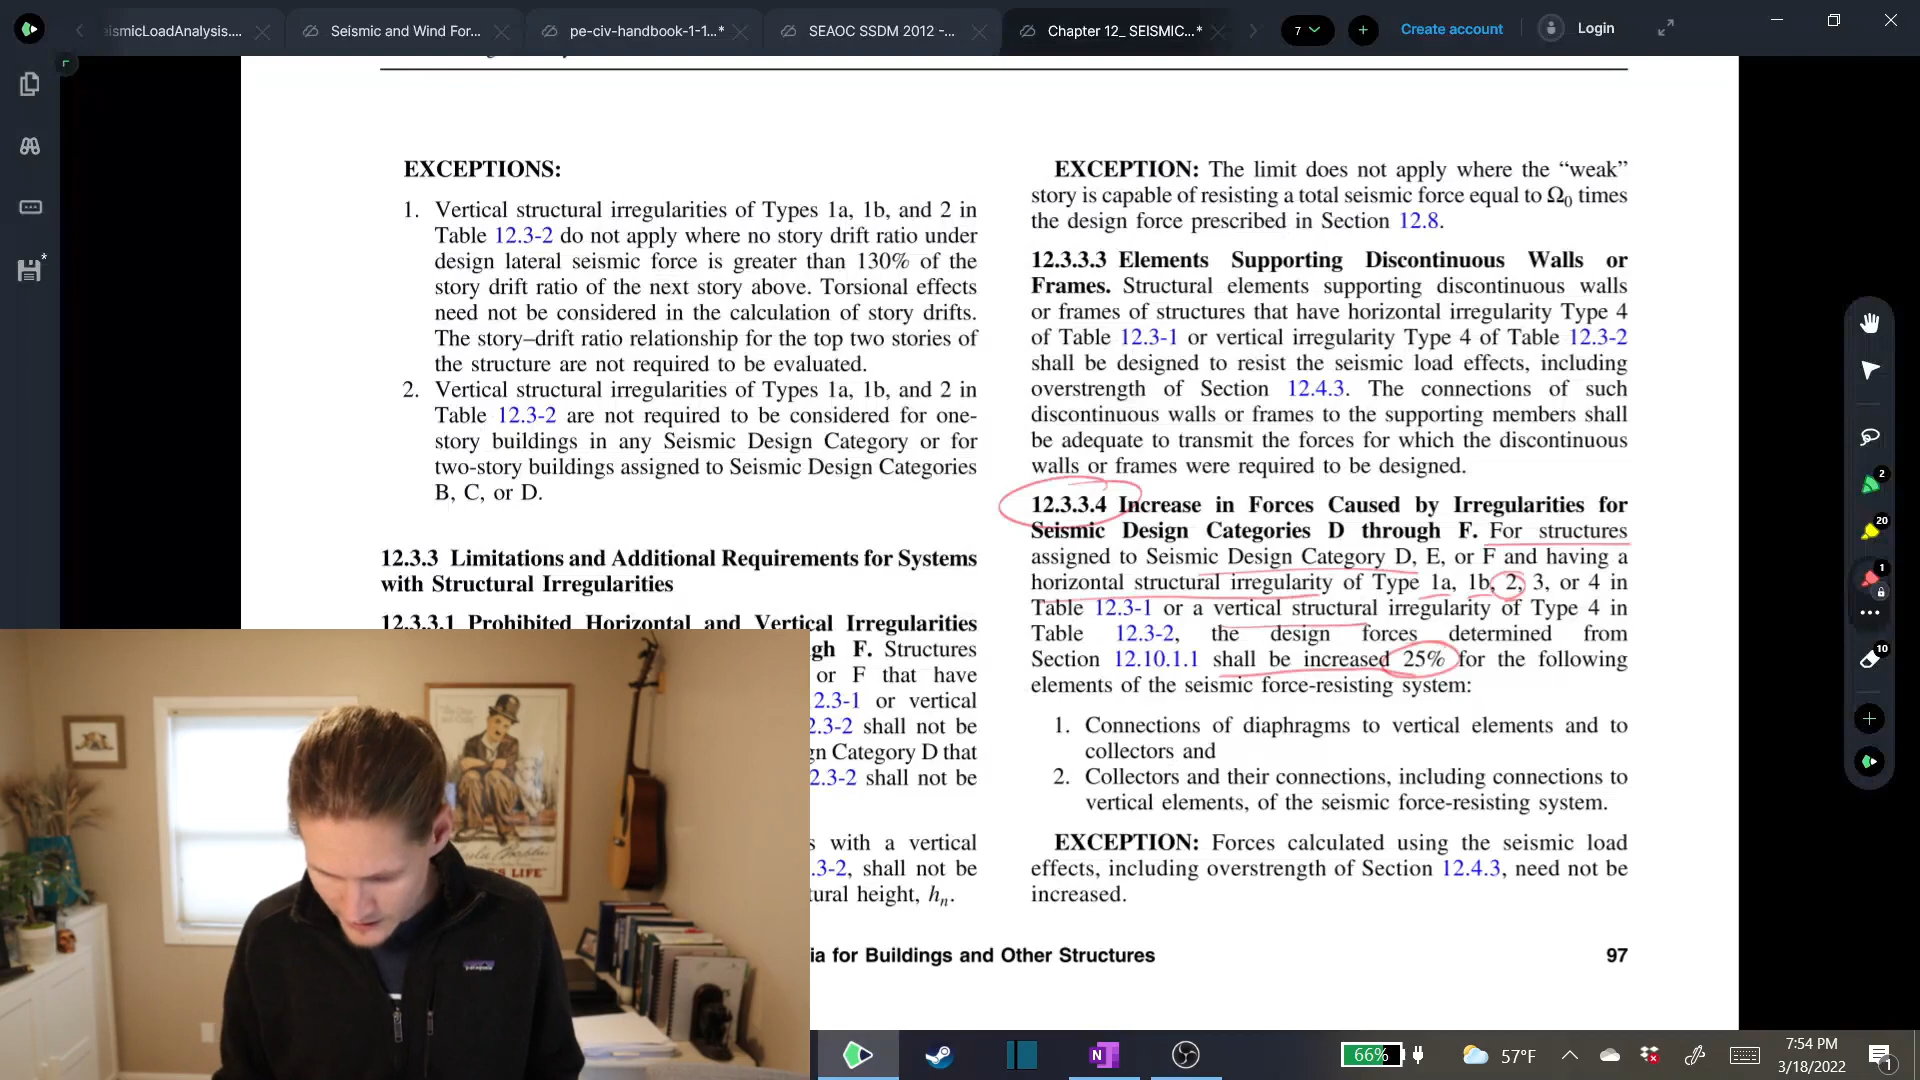 eismicLoadAnalysis....
Seismic and Wind For...
pe-civ-handbook-1-1...*
SEAOC SSDM 2012 -...
Chapter 12_ SEISMIC...*
7
Create account
Login
EXCEPTIONS:
1. Vertical structural irregularities of Types 1a, 1b, and 2 in
Table 12.3-2 do not apply where no story drift ratio under
design lateral seismic force is greater than 130% of the
story drift ratio of the next story above. Torsional effects
need not be considered in the calculation of story drifts.
The story–drift ratio relationship for the top two stories of
the structure are not required to be evaluated.
2. Vertical structural irregularities of Types 1a, 1b, and 2 in
Table 12.3-2 are not required to be considered for one-
story buildings in any Seismic Design Category or for
two-story buildings assigned to Seismic Design Categories
B, C, or D.
12.3.3 Limitations and Additional Requirements for Systems
with Structural Irregularities
12.3.3.1 Prohibited Horizontal and Vertical Irregularities
gh F. Structures
or F that have
2.3-1 or vertical
2.3-2 shall not be
gn Category D that
2.3-2 shall not be
s with a vertical
.3-2, shall not be
tural height, hn.
EXCEPTION: The limit does not apply where the “weak”
story is capable of resisting a total seismic force equal to Ω0 times
the design force prescribed in Section 12.8.
12.3.3.3 Elements Supporting Discontinuous Walls or
Frames. Structural elements supporting discontinuous walls
or frames of structures that have horizontal irregularity Type 4
of Table 12.3-1 or vertical irregularity Type 4 of Table 12.3-2
shall be designed to resist the seismic load effects, including
overstrength of Section 12.4.3. The connections of such
discontinuous walls or frames to the supporting members shall
be adequate to transmit the forces for which the discontinuous
walls or frames were required to be designed.
12.3.3.4 Increase in Forces Caused by Irregularities for
Seismic Design Categories D through F. For structures
assigned to Seismic Design Category D, E, or F and having a
horizontal structural irregularity of Type 1a, 1b, 2, 3, or 4 in
Table 12.3-1 or a vertical structural irregularity of Type 4 in
Table 12.3-2, the design forces determined from
Section 12.10.1.1 shall be increased 25% for the following
elements of the seismic force-resisting system:
1. Connections of diaphragms to vertical elements and to
collectors and
2. Collectors and their connections, including connections to
vertical elements, of the seismic force-resisting system.
EXCEPTION: Forces calculated using the seismic load
effects, including overstrength of Section 12.4.3, need not be
increased.
ia for Buildings and Other Structures
97
2
20
1
10
66%
57°F
7:54 PM
3/18/2022
1